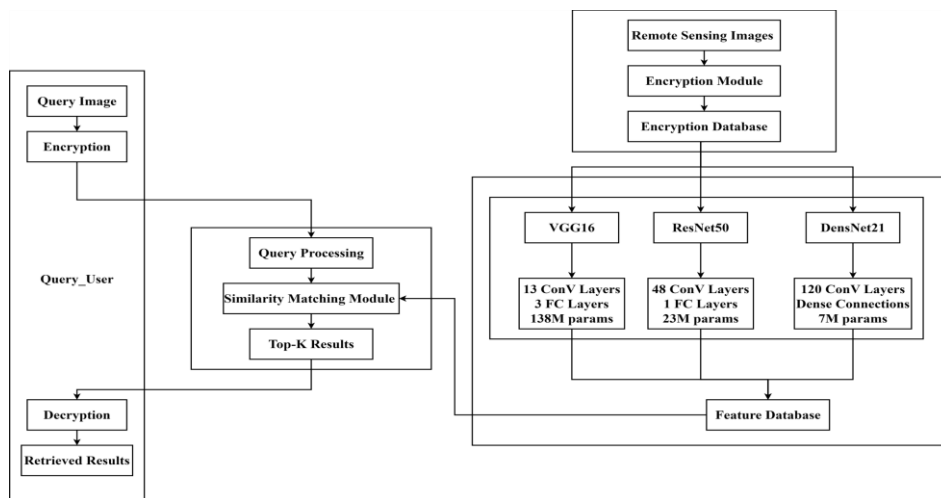 Remote Sensing Images
Encryption Module
Encryption Database
Query Image
Encryption
Query_User
Decryption
Retrieved Results
Query Processing
Similarity Matching Module
Top-K Results
VGG16
13 ConV Layers
3 FC Layers
138M params
ResNet50
48 ConV Layers
1 FC Layers
23M params
DensNet21
120 ConV Layers
Dense Connections
7M params
Feature Database